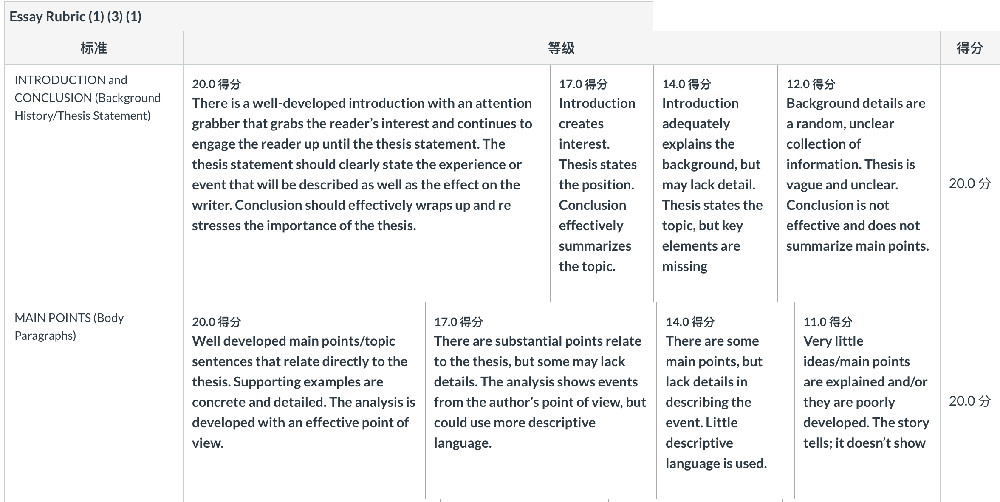 Essay Rubric (1) (3) (1)
标准
等级
得分
INTRODUCTION and
CONCLUSION (Background
History/Thesis Statement)
20.0 得分
There is a well-developed introduction with an attention
grabber that grabs the reader’s interest and continues to
engage the reader up until the thesis statement. The
thesis statement should clearly state the experience or
event that will be described as well as the effect on the
writer. Conclusion should effectively wraps up and re
stresses the importance of the thesis.
17.0 得分
Introduction
creates
interest.
Thesis states
the position.
Conclusion
effectively
summarizes
the topic.
14.0 得分
Introduction
adequately
explains the
background, but
may lack detail.
Thesis states the
topic, but key
elements are
missing
12.0 得分
Background details are
a random, unclear
collection of
information. Thesis is
vague and unclear.
Conclusion is not
effective and does not
summarize main points.
20.0 分
MAIN POINTS (Body
Paragraphs)
20.0 得分
Well developed main points/topic
sentences that relate directly to the
thesis. Supporting examples are
concrete and detailed. The analysis is
developed with an effective point of
view.
17.0 得分
There are substantial points relate
to the thesis, but some may lack
details. The analysis shows events
from the author’s point of view, but
could use more descriptive
language.
14.0 得分
There are some
main points, but
lack details in
describing the
event. Little
descriptive
language is used.
11.0 得分
Very little
ideas/main points
are explained and/or
they are poorly
developed. The story
tells; it doesn’t show
20.0 分